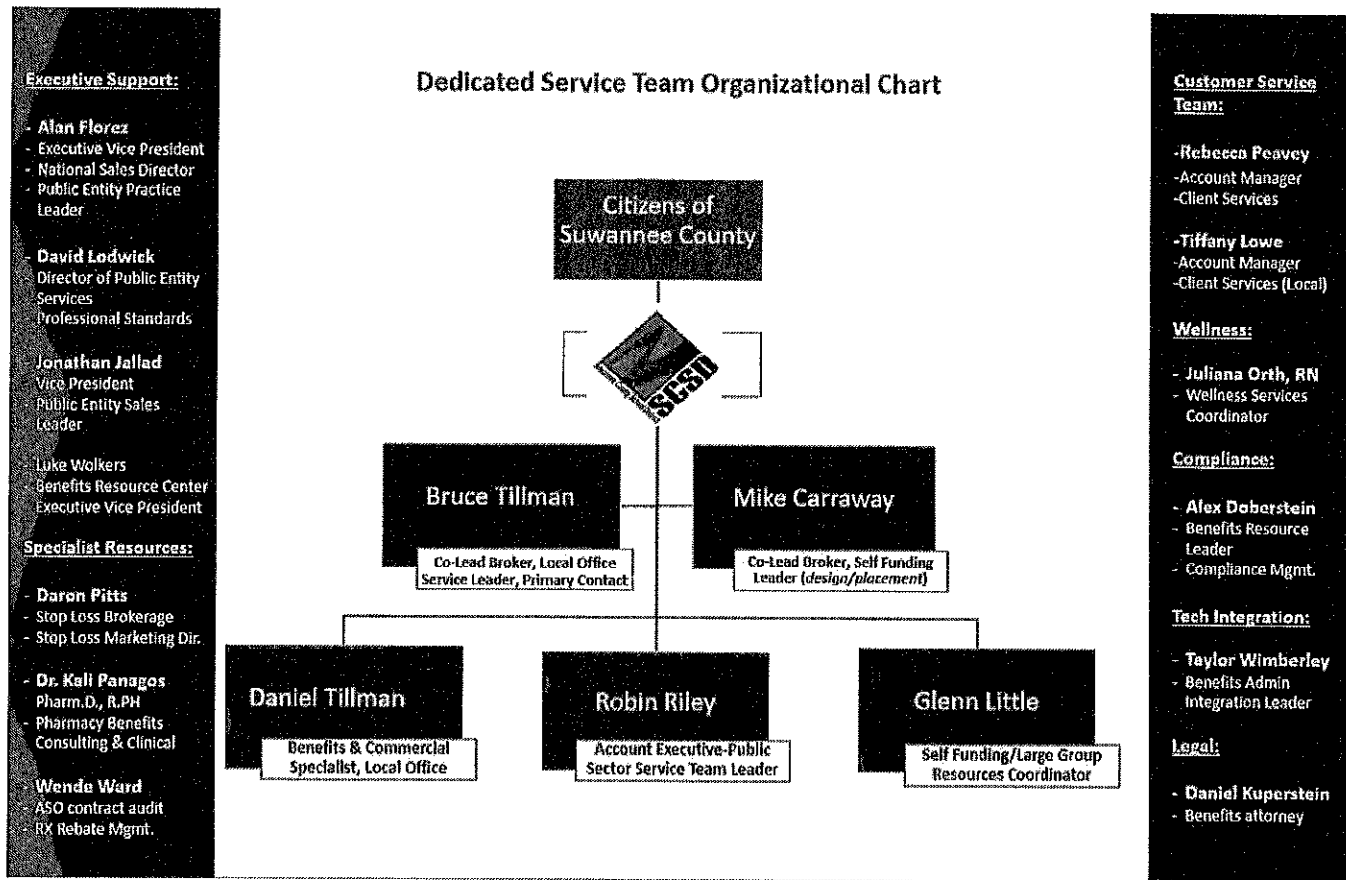 Executive Support:
- Alan Florez
- Executive Vice President
- National Sales Director
- Public Entity Practice
Leader
- David Lodwick
Director of Public Entity
Services
- Professional Standards
Jonathan Jallad
Vice President
Public Entity Sales
Leader
- Luke Wolkers
- Benefits Resource Center
Executive Vice President
Specialist Resources:
- Daron Pitts
- Stop Loss Brokerage
- Stop Loss Marketing Dir.
- Dr. Kali Panagos
Pharm.D., R.PH
- Pharmacy Benefits
Consulting & Clinical
- Wende Ward
- ASO contract audit
- RX Rebate Mgmt.
Dedicated Service Team Organizational Chart
Citizens of
Suwannee County
SCSD
Bruce Tillman
Co-Lead Broker, Local Office
Service Leader, Primary Contact
Mike Carraway
Co-Lead Broker, Self Funding
Leader (design/placement)
Daniel Tillman
Benefits & Commercial
Specialist, Local Office
Robin Riley
Account Executive-Public
Sector Service Team Leader
Glenn Little
Self Funding/Large Group
Resources Coordinator
Customer Service
Team:
-Rebecca Peavey
-Account Manager
-Client Services
-Tiffany Lowe
-Account Manager
-Client Services (Local)
Wellness:
- Juliana Orth, RN
- Wellness Services
Coordinator
Compliance:
- Alex Doberstein
- Benefits Resource
Leader
- Compliance Mgmt.
Tech Integration:
- Taylor Wimberley
- Benefits Admin
Integration Leader
Legal:
- Daniel Kuperstein
- Benefits attorney